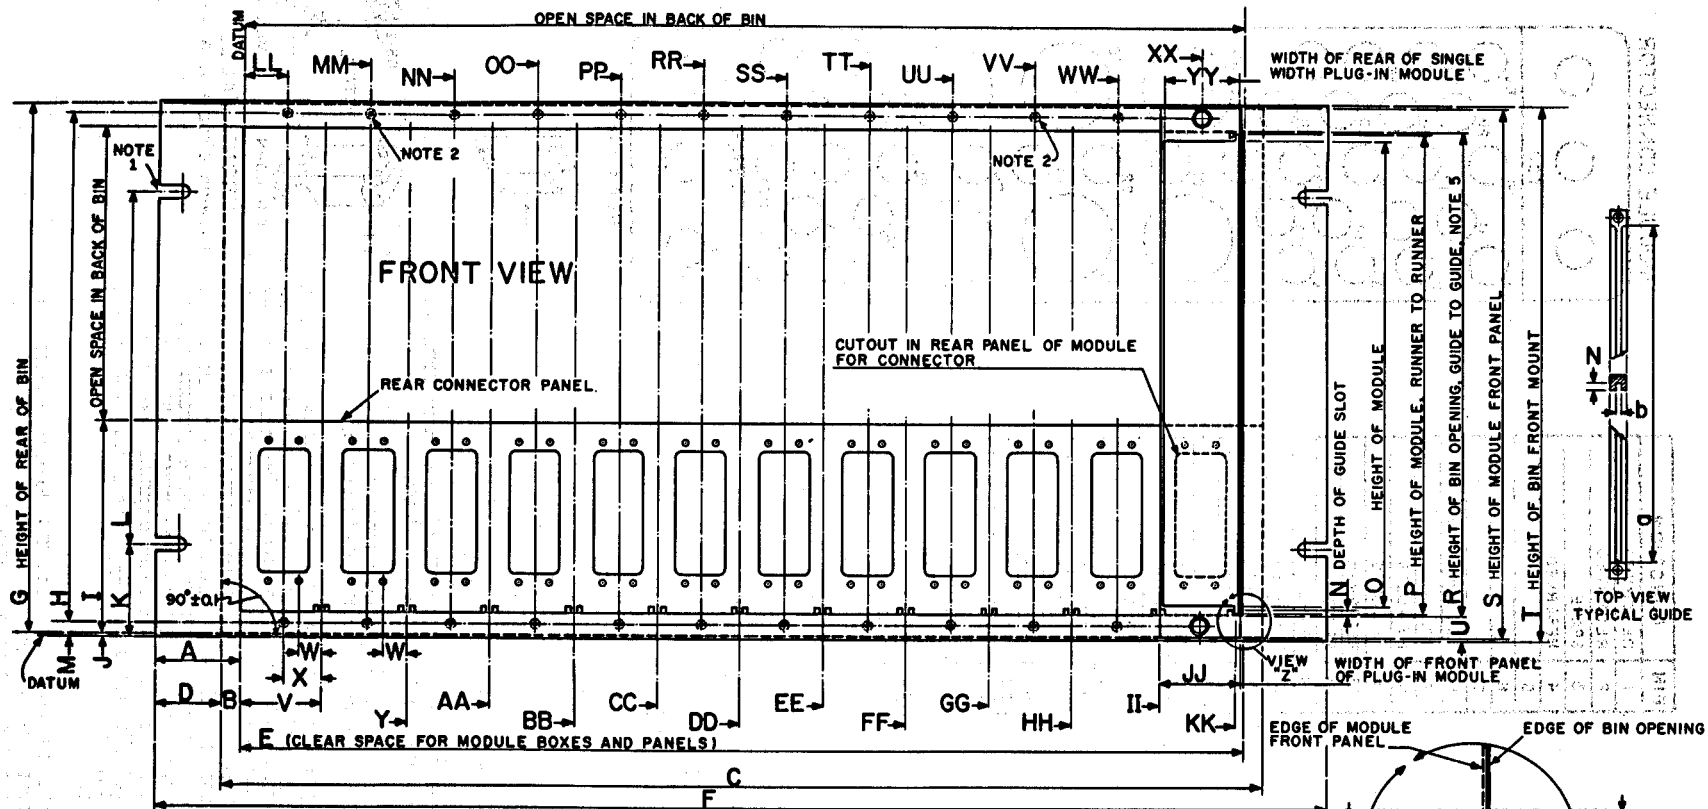 OPEN SPACE IN BACK OF BIN
DATUM
LL
MM
NN
OO
PP
RR
SS
TT
UU
VV
WW
XX
YY
WIDTH OF REAR OF SINGLE
WIDTH PLUG-IN MODULE
NOTE
1
NOTE 2
NOTE 2
FRONT VIEW
OPEN SPACE IN BACK OF BIN
REAR CONNECTOR PANEL.
CUTOUT IN REAR PANEL OF MODULE
FOR CONNECTOR
G HEIGHT OF REAR OF BIN
H
I
K
L
M
J
90°±0.1
DATUM
N DEPTH OF GUIDE SLOT
O HEIGHT OF MODULE
P HEIGHT OF MODULE, RUNNER TO RUNNER
R HEIGHT OF BIN OPENING, GUIDE TO GUIDE, NOTE 5
S HEIGHT OF MODULE FRONT PANEL
T HEIGHT OF BIN FRONT MOUNT
U
N
b
a
TOP VIEW
TYPICAL GUIDE
A
D
B
V
X
W
W
Y
AA
BB
CC
DD
EE
FF
GG
HH
II
JJ
KK
VIEW
"Z"
WIDTH OF FRONT PANEL
OF PLUG-IN MODULE
E (CLEAR SPACE FOR MODULE BOXES AND PANELS)
C
F
EDGE OF MODULE
FRONT PANEL
EDGE OF BIN OPENING